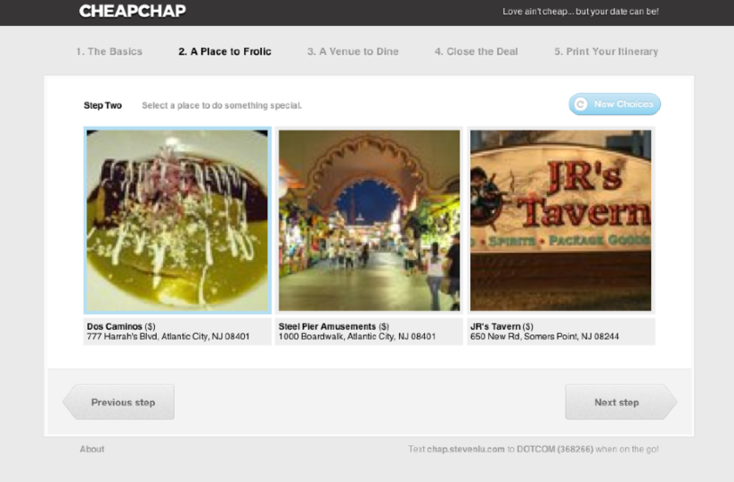 CHEAPCHAP
Love ain't cheap... but your date can be!
1. The Basics
2. A Place to Frolic
3. A Venue to Dine
4. Close the Deal
5. Print Your Itinerary
Step Two
Select a place to do something special.
C New Choices
JR's
Tavern
• SPIRITS • PACKAGE GOODS
Dos Caminos ($)
777 Harrah's Blvd, Atlantic City, NJ 08401
Steel Pier Amusements ($)
1000 Boardwalk, Atlantic City, NJ 08401
JR's Tavern ($)
650 New Rd, Somers Point, NJ 08244
Previous step
Next step
About
Text chap.stevenlu.com to DOTCOM (368266) when on the go!